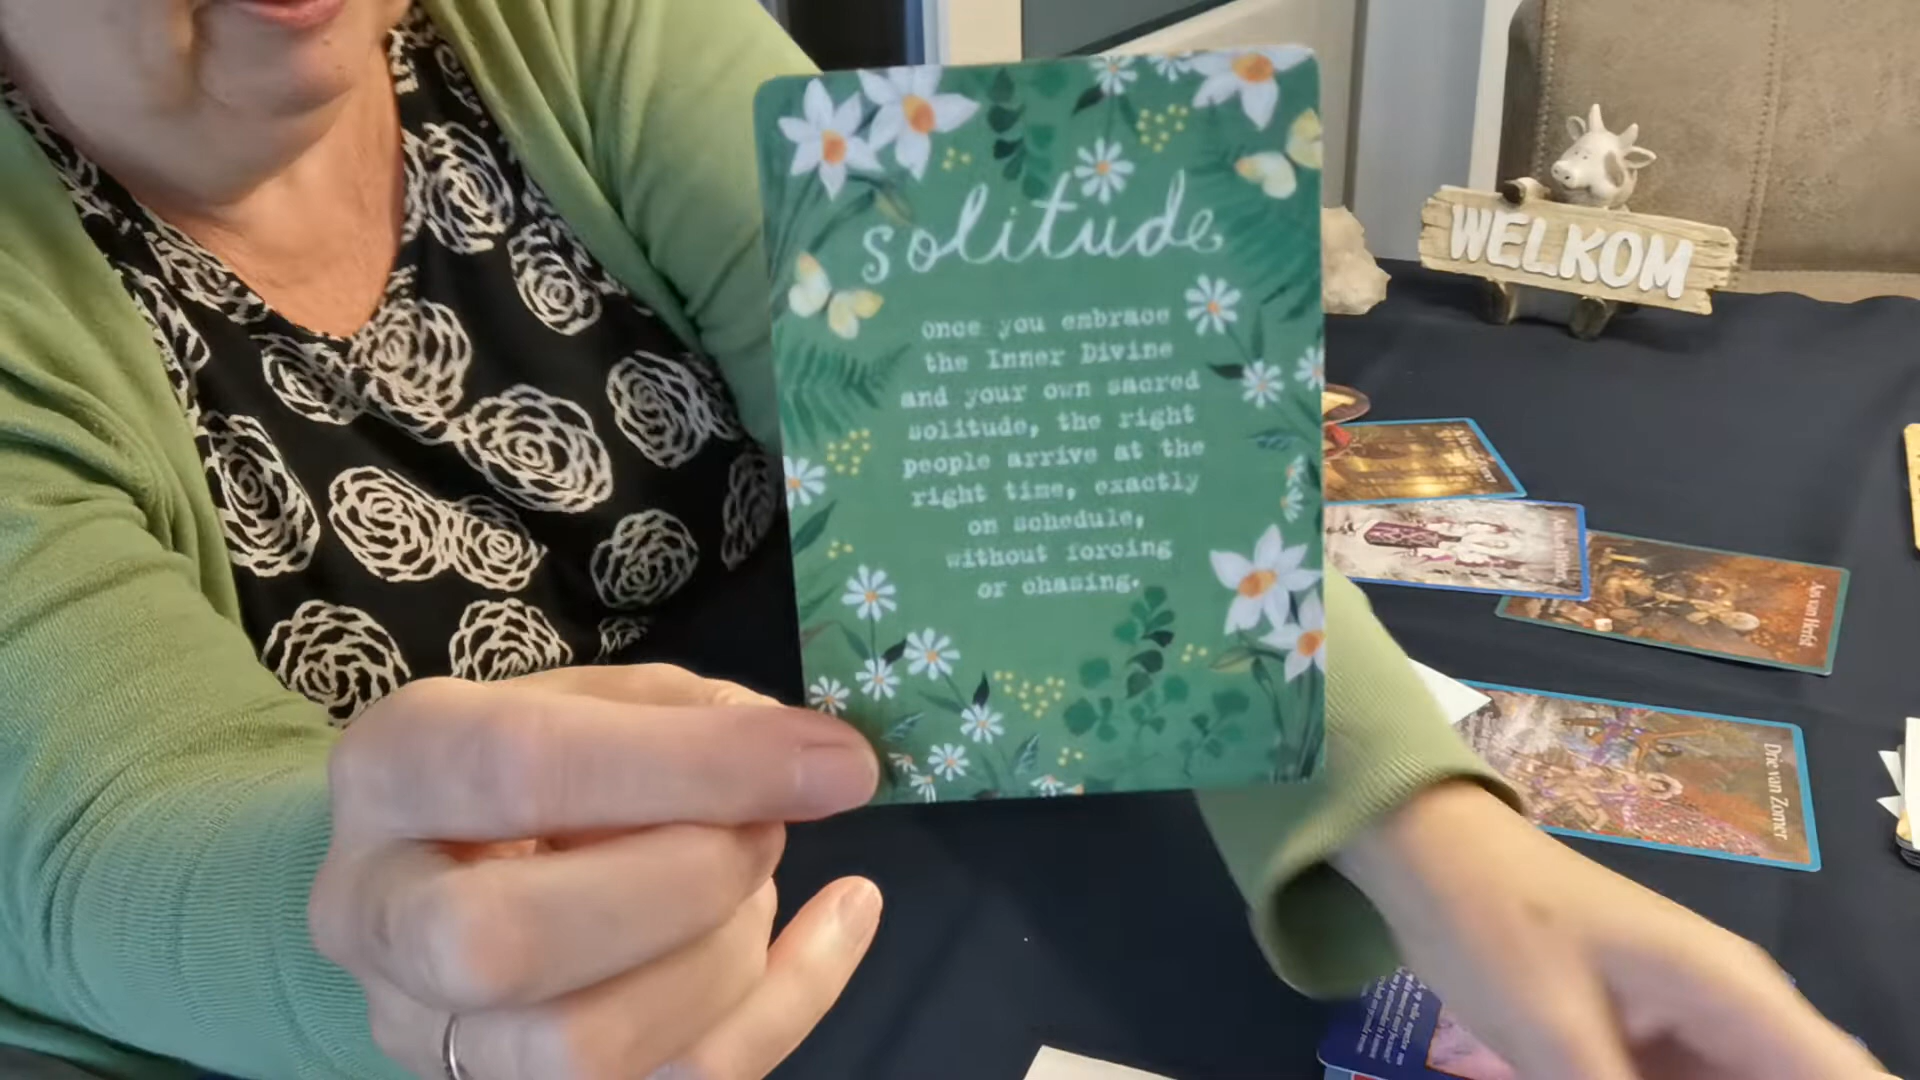 solitude
once you embrace
the Inner Divine
and your own sacred
solitude, the right
people arrive at the
right time, exactly
on schedule,
without forcing
or chasing.
WELKOM
Aas van Herfst
Drie van Zomer